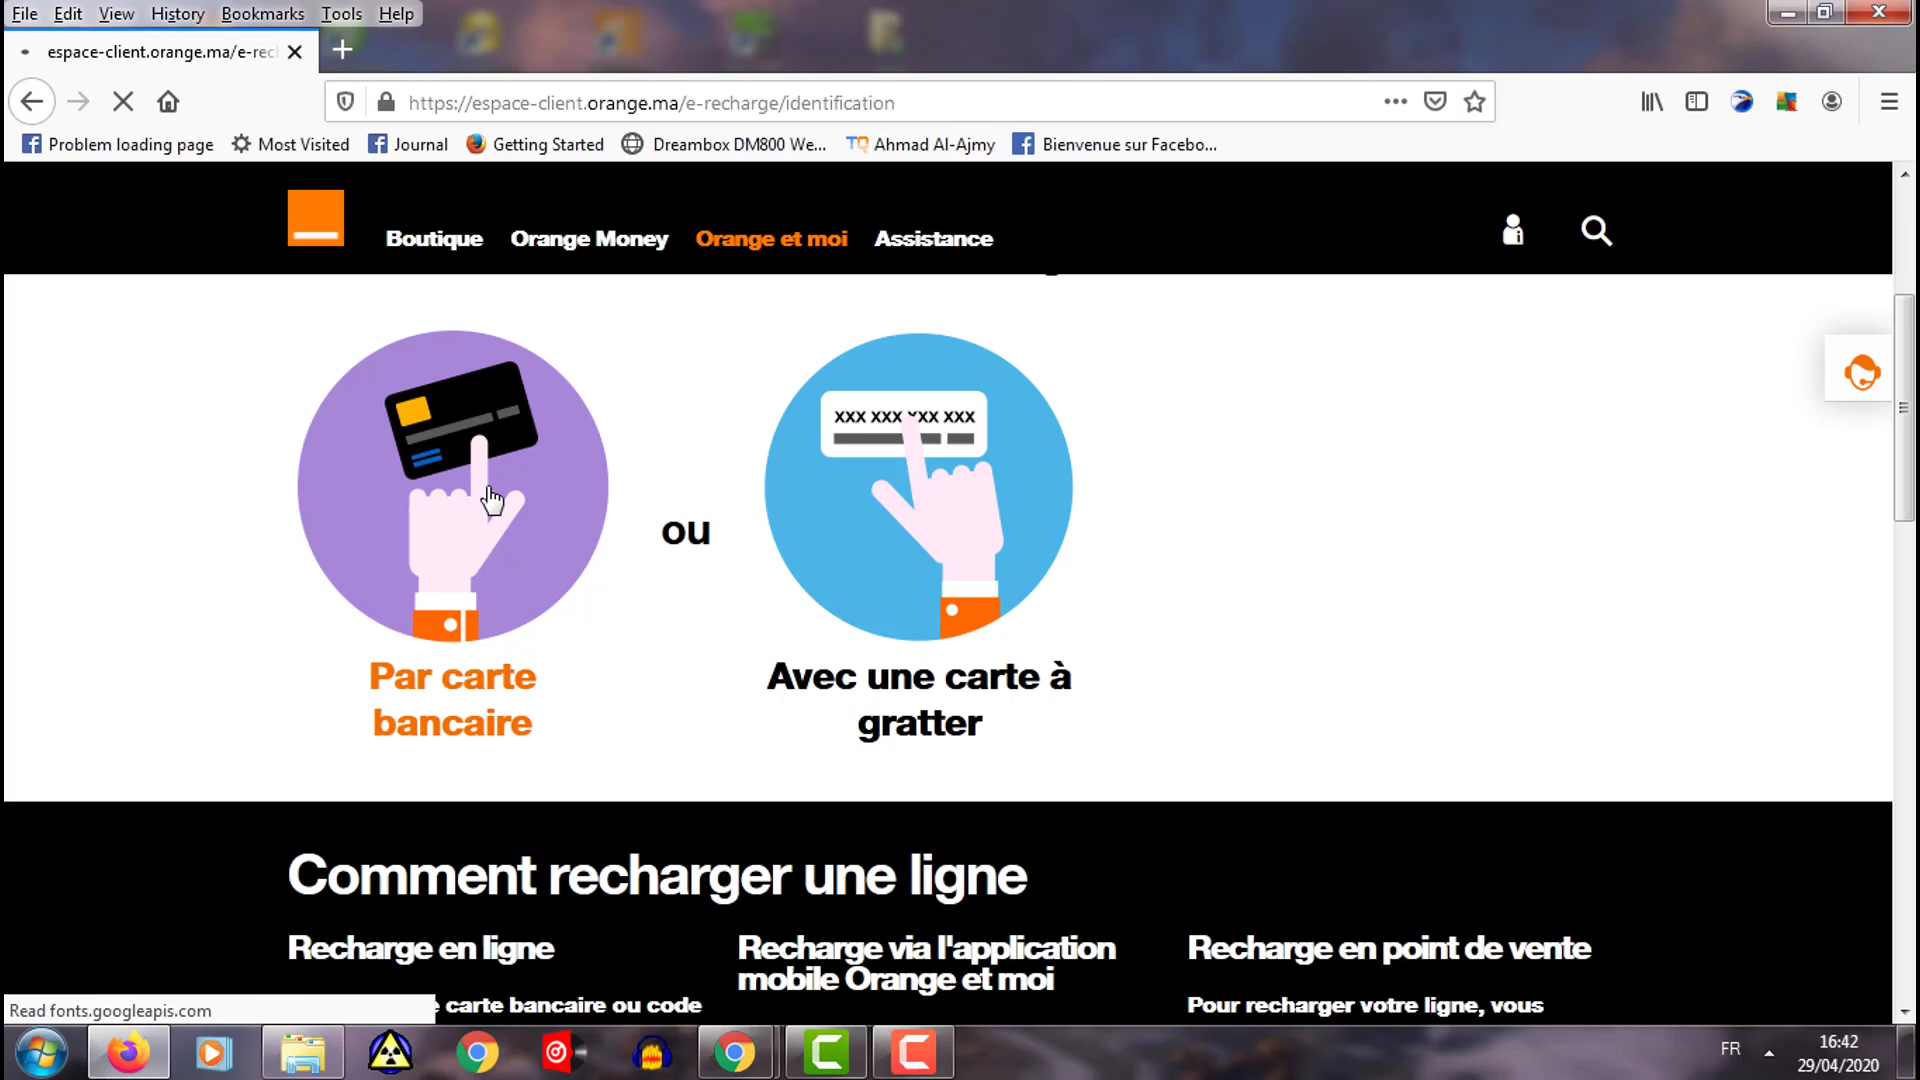 File Edit View History Bookmarks Tools Help
espace-client.orange.ma/e-rec
https://espace-client.orange.ma/e-recharge/identification
Problem loading page Most Visited Journal Getting Started Dreambox DM800 We... TQ Ahmad Al-Ajmy Bienvenue sur Facebo...
Boutique Orange Money Orange et moi Assistance
xxx xxx xxx xxx
ou
Par carte
bancaire
Avec une carte à
gratter
Comment recharger une ligne
Recharge en ligne
e carte bancaire ou code
Recharge via l'application
mobile Orange et moi
Recharge en point de vente
Pour recharger votre ligne, vous
Read fonts.googleapis.com
FR
16:42
29/04/2020